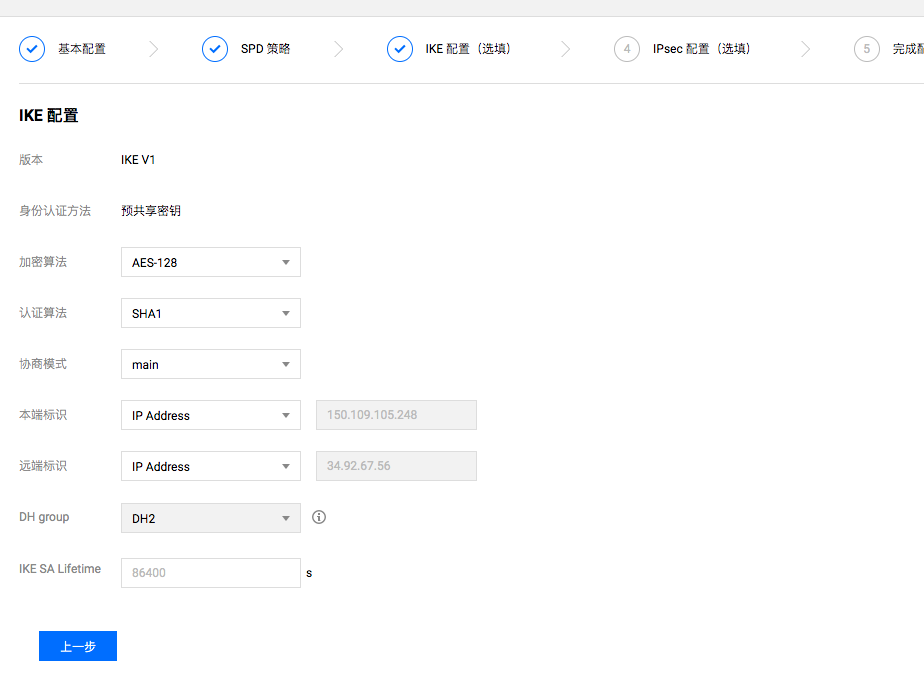 基本配置 SPD 策略 IKE 配置（选填） 4 IPsec 配置（选填） 5
IKE 配置
版本 IKE V1
身份认证方法 预共享密钥
加密算法 AES-128
认证算法 SHA1
协商模式 main
本端标识 IP Address 150.109.105.248
远端标识 IP Address 34.92.67.56
DH group DH2
IKE SA Lifetime 86400 s
上一步